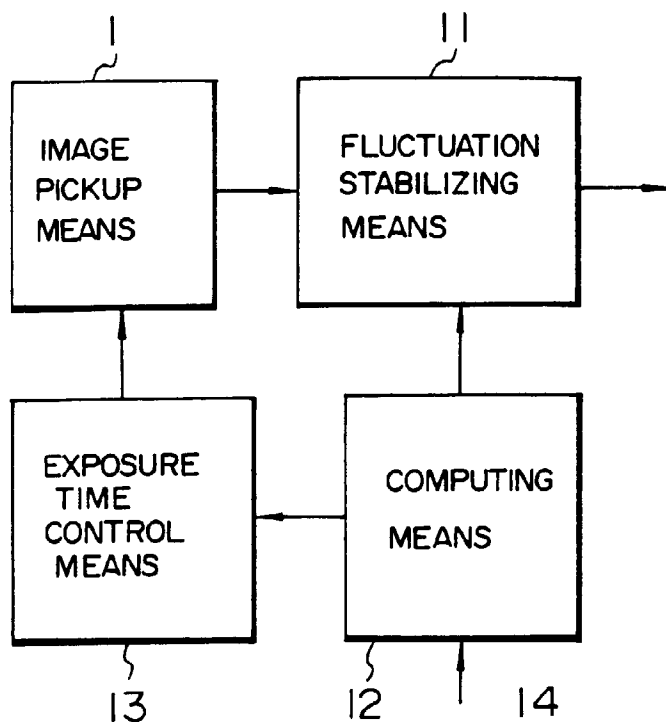 1
11
IMAGE
PICKUP
MEANS
FLUCTUATION
STABILIZING
MEANS
EXPOSURE
TIME
CONTROL
MEANS
COMPUTING
MEANS
13
12
14